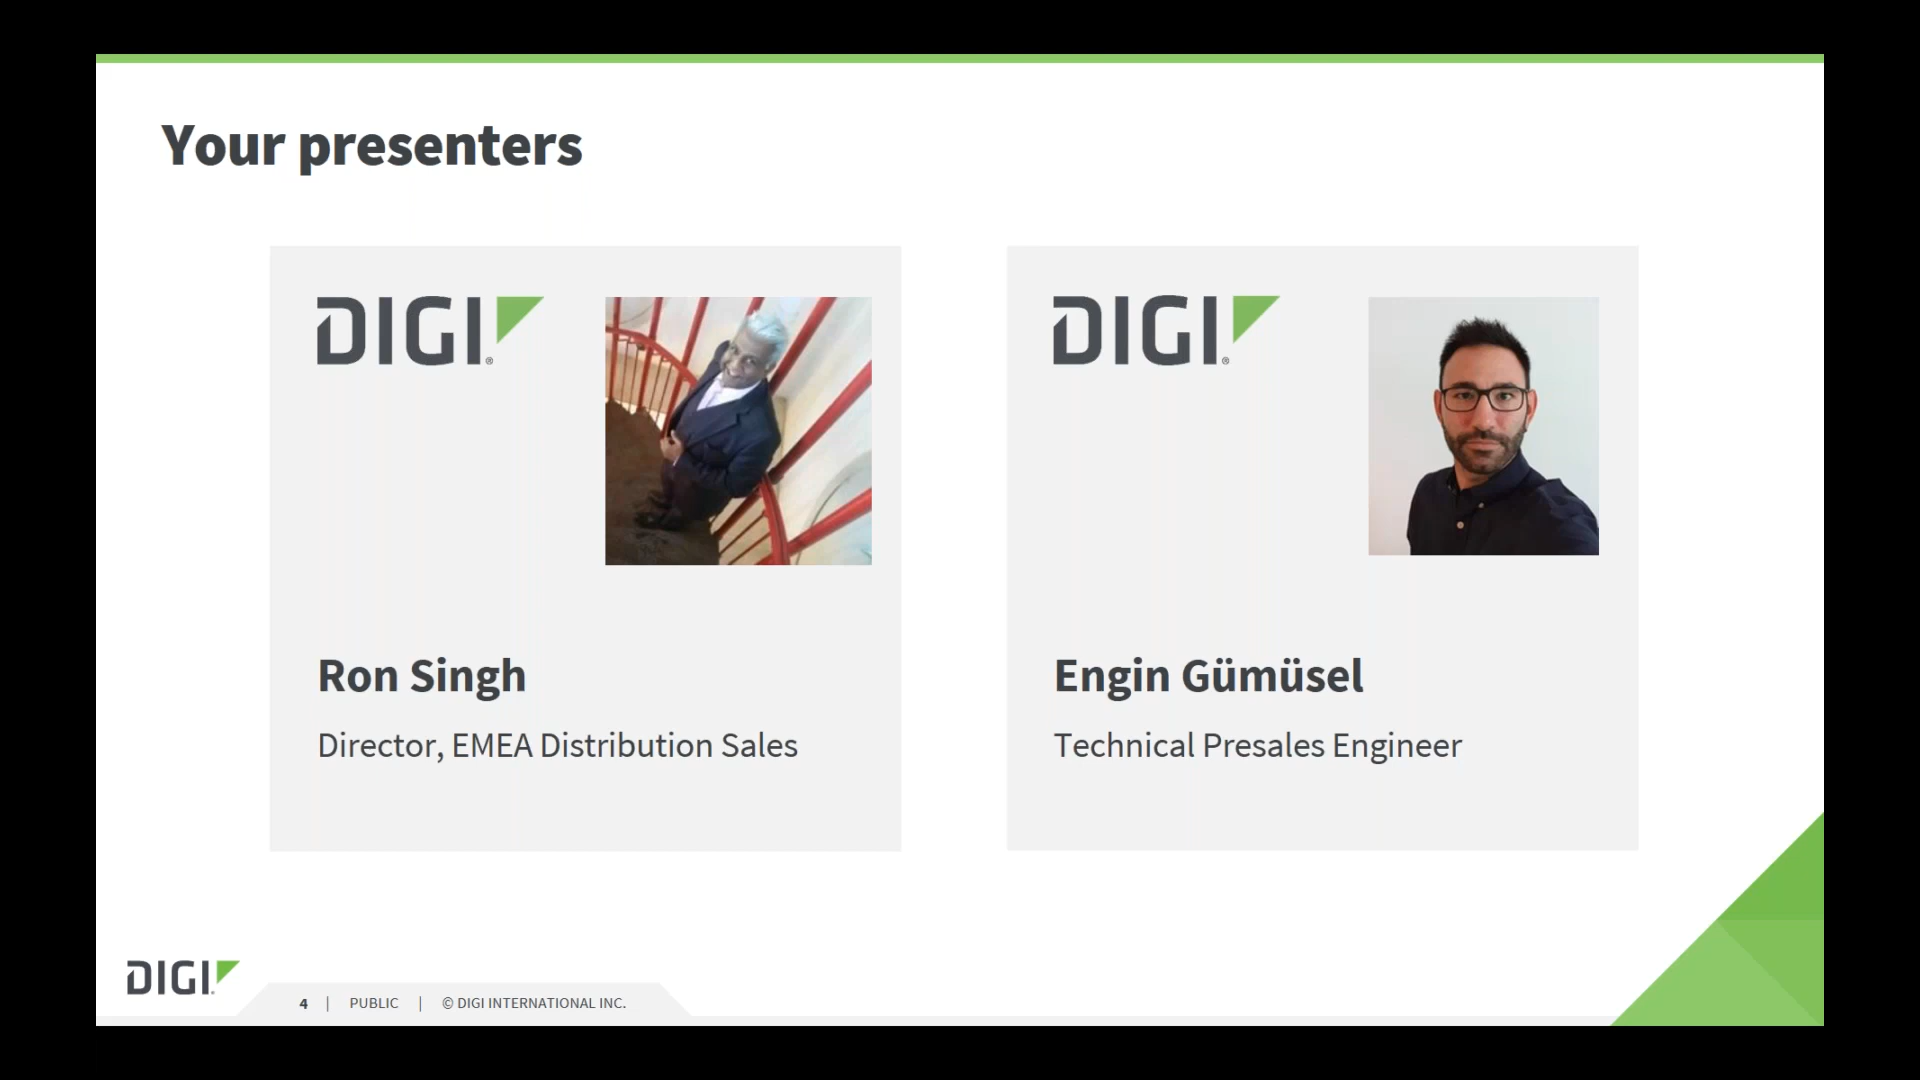 Your presenters
DIGI®
Ron Singh
Director, EMEA Distribution Sales
DIGI®
Engin Gümüsel
Technical Presales Engineer
DIGI
4 | PUBLIC | © DIGI INTERNATIONAL INC.